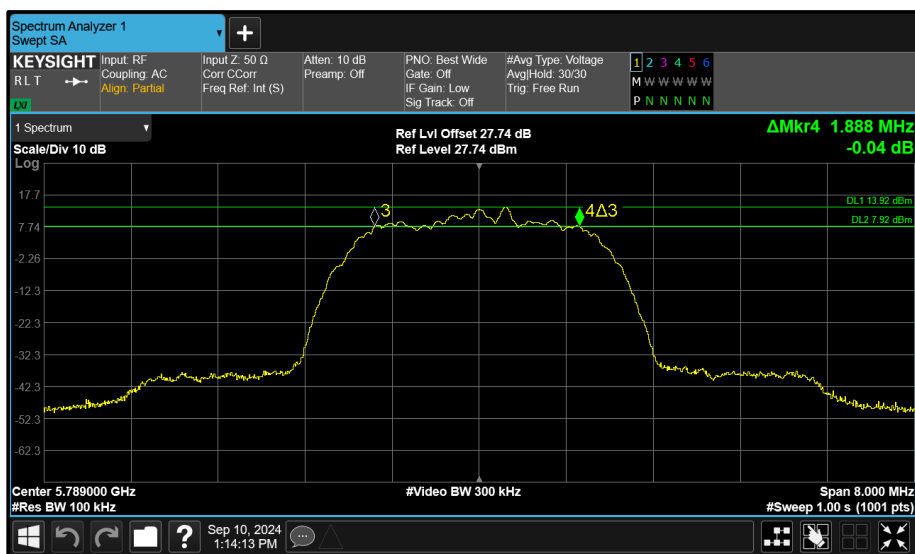 Spectrum Analyzer 1
Swept SA
KEYSIGHT
R L T
LXI
Input: RF
Coupling: AC
Align: Partial
Input Z: 50 Ω
Corr CCorr
Freq Ref: Int (S)
Atten: 10 dB
Preamp: Off
PNO: Best Wide
Gate: Off
IF Gain: Low
Sig Track: Off
#Avg Type: Voltage
Avg|Hold: 30/30
Trig: Free Run
1 2 3 4 5 6
M W W W W W
P N N N N N
1 Spectrum
Scale/Div 10 dB
Ref Lvl Offset 27.74 dB
Ref Level 27.74 dBm
ΔMkr4 1.888 MHz
-0.04 dB
Log
17.7
DL1 13.92 dBm
3
4Δ3
7.74
DL2 7.92 dBm
-2.26
-12.3
-22.3
-32.3
-42.3
-52.3
-62.3
Center 5.789000 GHz
#Video BW 300 kHz
Span 8.000 MHz
#Res BW 100 kHz
#Sweep 1.00 s (1001 pts)
?
Sep 10, 2024
1:14:13 PM